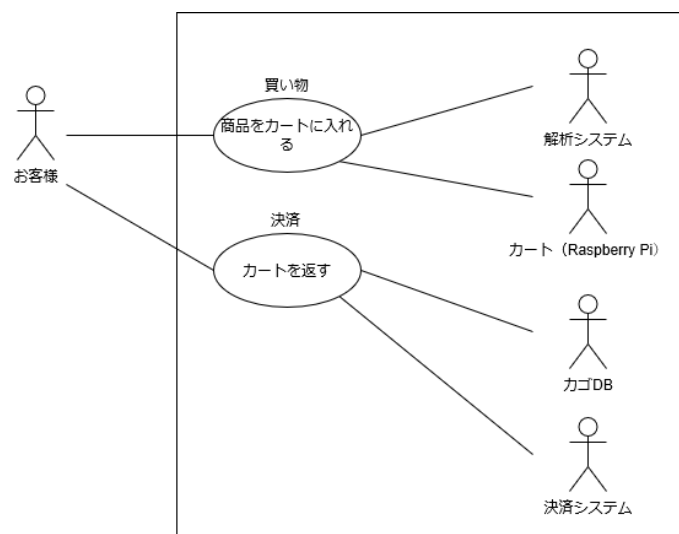 買い物
商品をカートに入れ
る
解析システム
お客様
カート（Raspberry Pi）
決済
カートを返す
カゴDB
決済システム